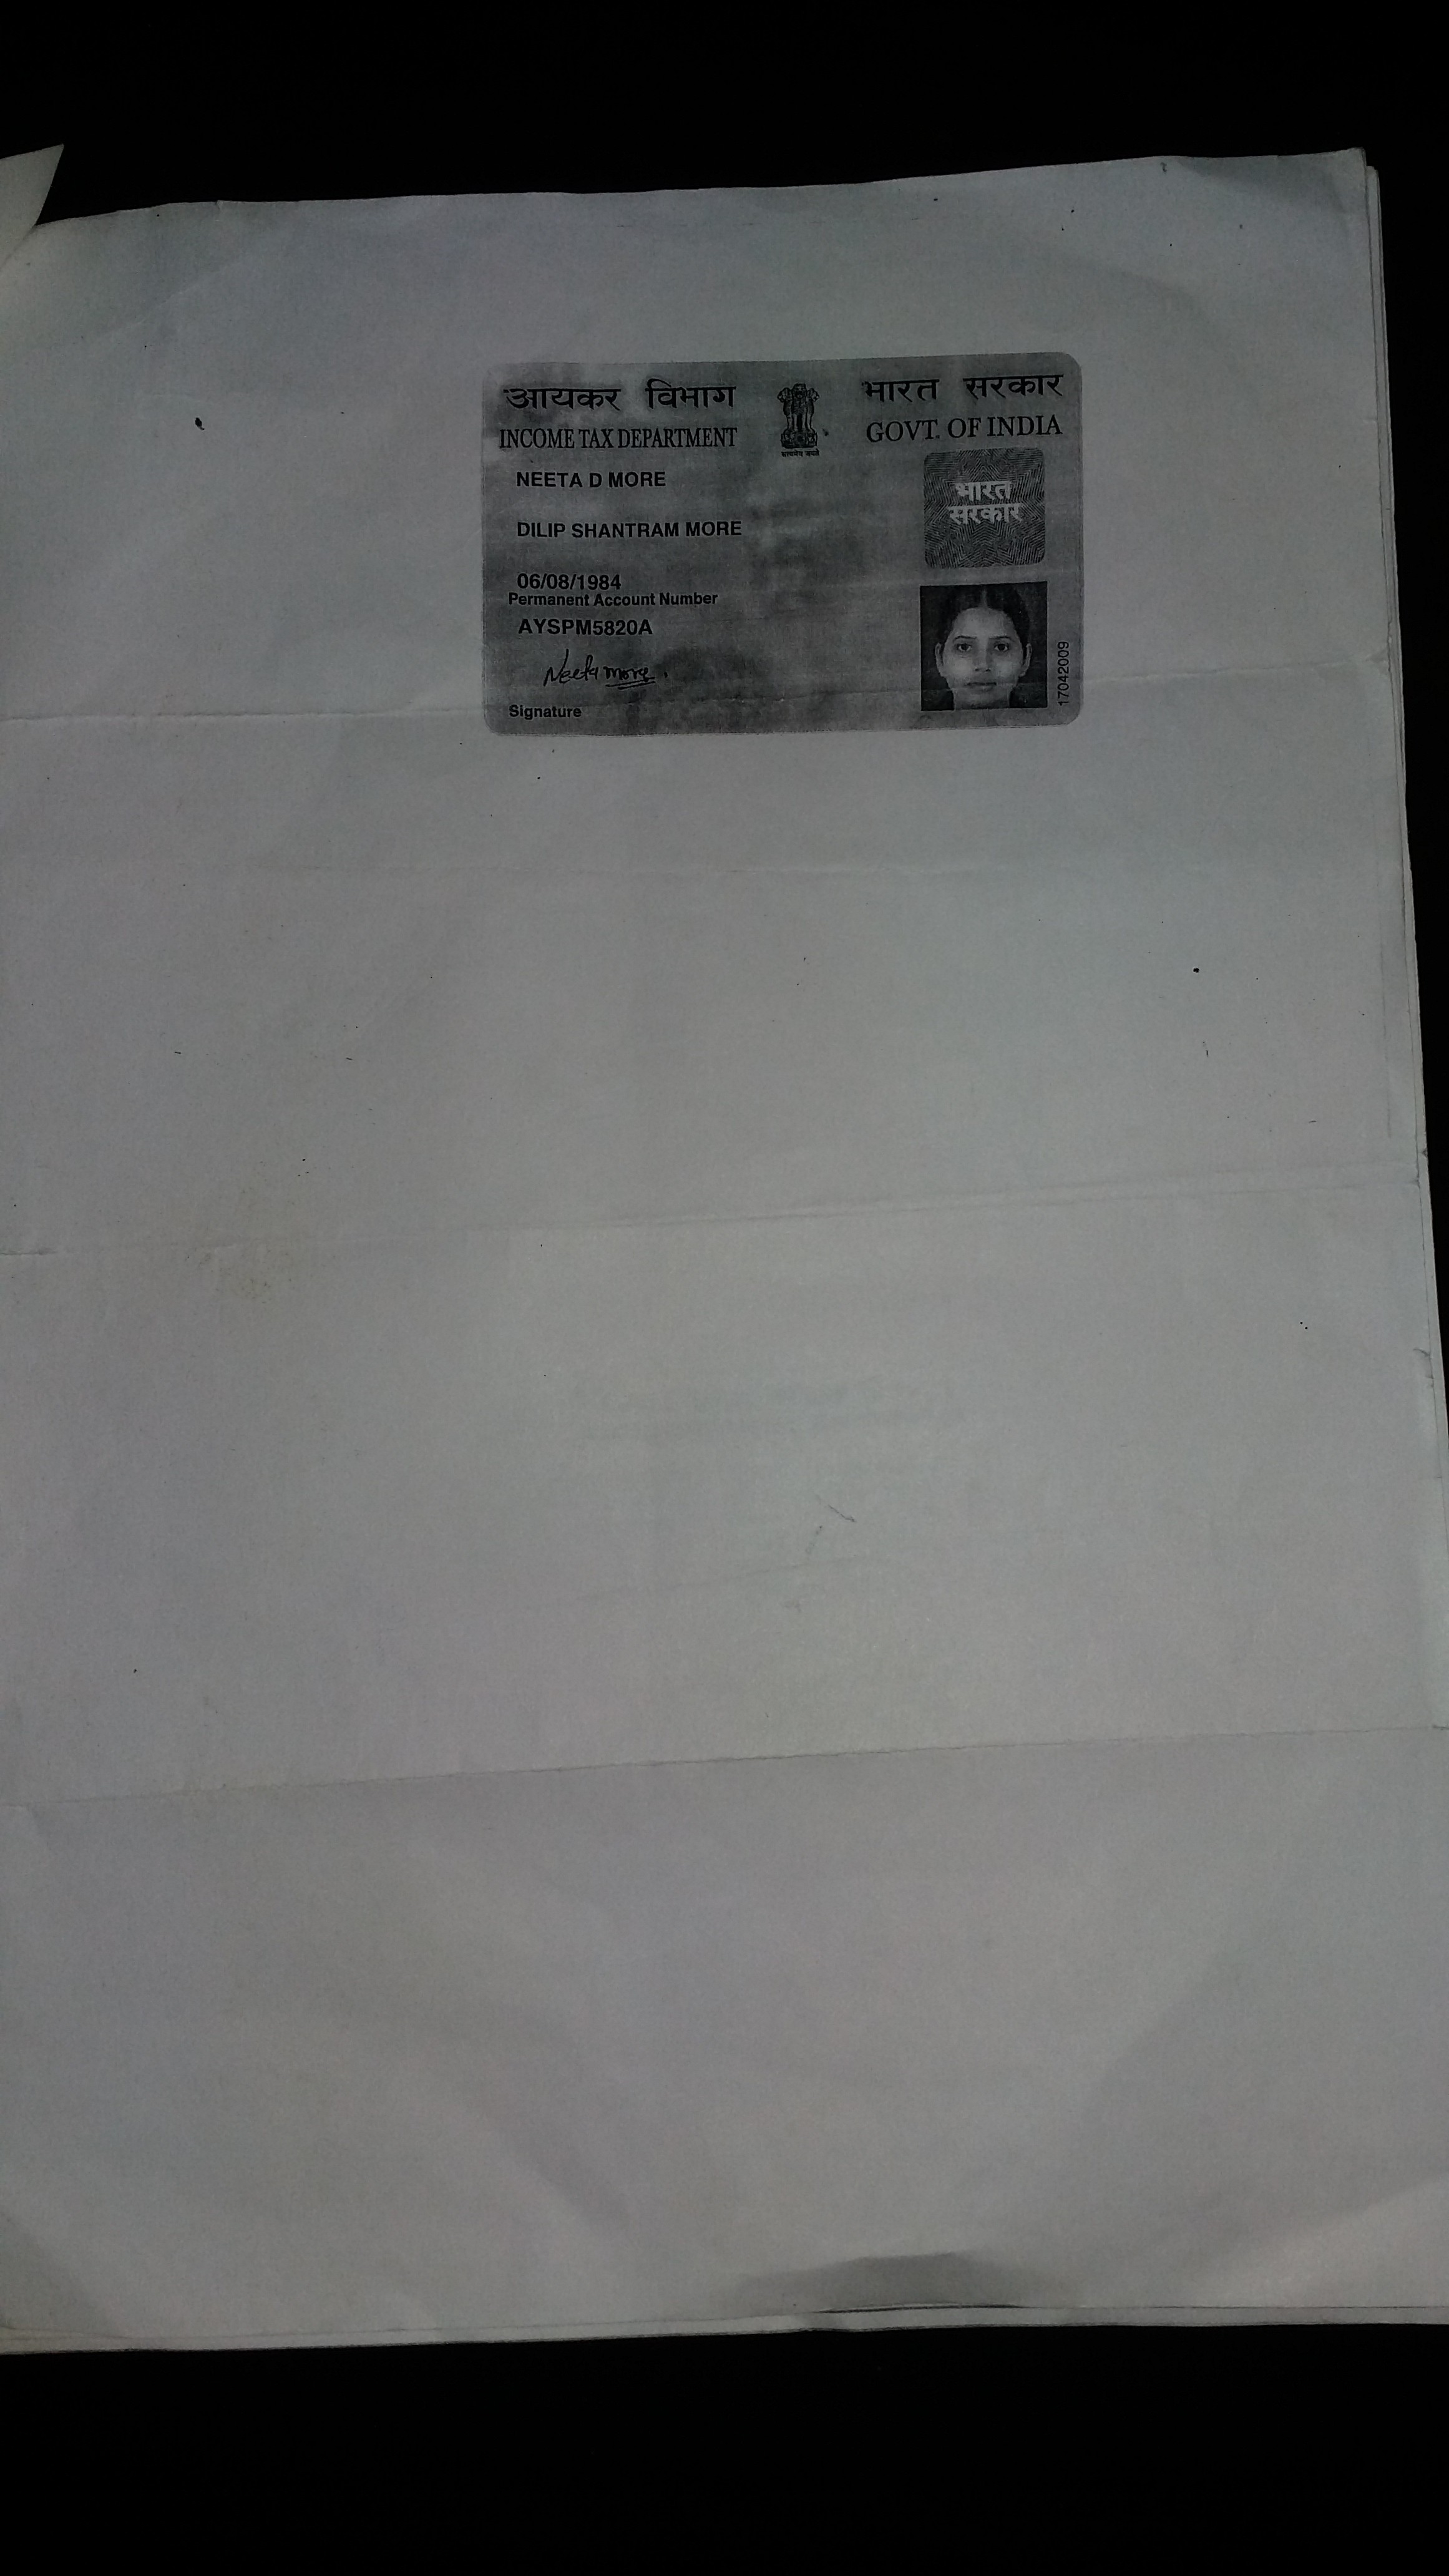 आयकर विभाग
INCOME TAX DEPARTMENT
सत्यमेव जयते
भारत सरकार
GOVT. OF INDIA
NEETA D MORE
DILIP SHANTRAM MORE
06/08/1984
Permanent Account Number
AYSPM5820A
Neeta more.
Signature
भारत
सरकार
17042009